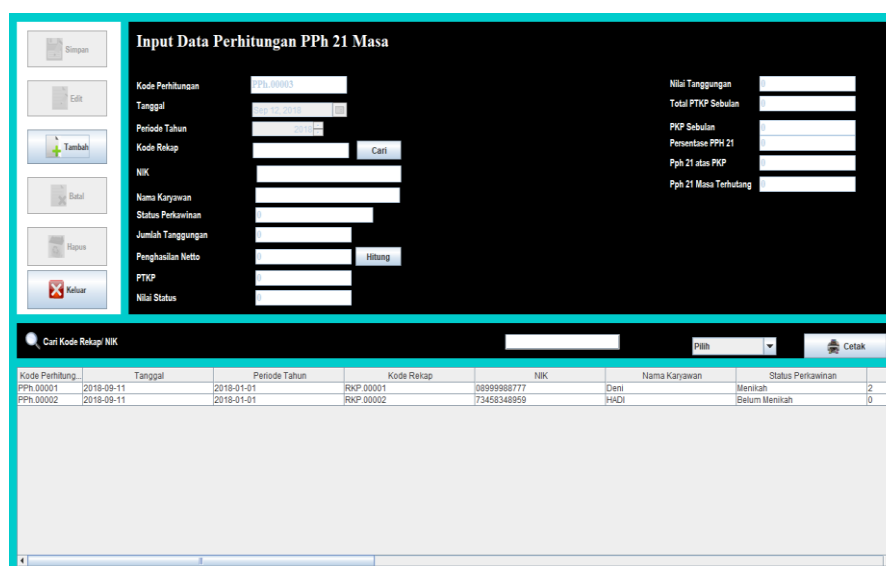 Simpan
Edit
Tambah
Batal
Hapus
Keluar
Input Data Perhitungan PPh 21 Masa
Kode Perhitungan PPh.00003
Tanggal Sep 12, 2018
Periode Tahun 2018
Kode Rekap Cari
NIK
Nama Karyawan
Status Perkawinan 0
Jumlah Tanggungan 0
Penghasilan Netto 0 Hitung
PTKP 0
Nilai Status 0
Nilai Tanggungan 0
Total PTKP Sebulan 0
PKP Sebulan 0
Persentase PPH 21 0
Pph 21 atas PKP 0
Pph 21 Masa Terhutang 0
Cari Kode Rekap/ NIK Pilih Cetak
Kode Perhitung... Tanggal Periode Tahun Kode Rekap NIK Nama Karyawan Status Perkawinan
PPh.00001 2018-09-11 2018-01-01 RKP.00001 08999988777 Deni Menikah 2
PPh.00002 2018-09-11 2018-01-01 RKP.00002 73458348959 HADI Belum Menikah 0